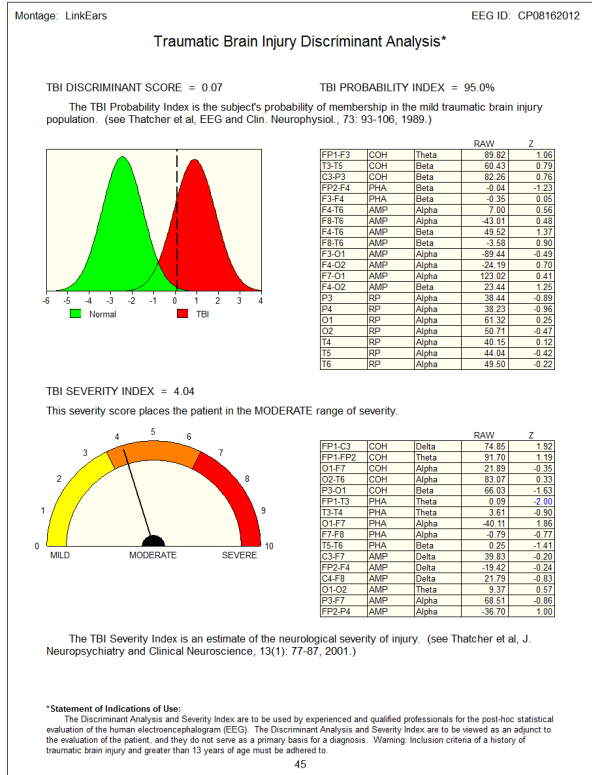 Montage: LinkEars EEG ID: CP08162012
Traumatic Brain Injury Discriminant Analysis*
TBI DISCRIMINANT SCORE = 0.07 TBI PROBABILITY INDEX = 95.0%
The TBI Probability Index is the subject's probability of membership in the mild traumatic brain injury
population. (see Thatcher et al, EEG and Clin. Neurophysiol., 73: 93-106, 1989.)
RAW Z
FP1-F3 COH Theta 89.82 1.06
T3-T5 COH Beta 60.43 0.79
C3-P3 COH Beta 82.26 0.76
FP2-F4 PHA Beta -0.04 -1.23
F3-F4 PHA Beta -0.35 0.05
F4-T6 AMP Alpha 7.00 0.56
F8-T6 AMP Alpha -43.01 0.48
F4-T6 AMP Beta 49.52 1.37
F8-T6 AMP Beta -3.58 0.90
F3-O1 AMP Alpha -89.44 -0.49
F4-O2 AMP Alpha -24.19 0.70
F7-O1 AMP Alpha 123.02 0.41
F4-O2 AMP Beta 23.44 1.25
P3 RP Alpha 38.44 -0.89
P4 RP Alpha 38.23 -0.96
O1 RP Alpha 61.32 0.25
O2 RP Alpha 50.71 -0.47
T4 RP Alpha 40.15 0.12
T5 RP Alpha 44.04 -0.42
T6 RP Alpha 49.50 -0.22
-6 -5 -4 -3 -2 -1 0 1 2 3 4
Normal TBI
TBI SEVERITY INDEX = 4.04
This severity score places the patient in the MODERATE range of severity.
0 1 2 3 4 5 6 7 8 9 10
MILD MODERATE SEVERE
RAW Z
FP1-C3 COH Delta 74.85 1.92
FP1-FP2 COH Theta 91.70 1.19
O1-F7 COH Alpha 21.89 -0.35
O2-T6 COH Alpha 83.07 0.33
P3-O1 COH Beta 66.03 -1.63
FP1-T3 PHA Theta 0.09 -2.00
T3-T4 PHA Theta 3.61 -0.90
O1-F7 PHA Alpha -40.11 1.86
F7-F8 PHA Alpha -0.79 -0.77
T5-T6 PHA Beta 0.25 -1.41
C3-F7 AMP Delta 39.83 -0.20
FP2-F4 AMP Delta -19.42 -0.24
C4-F8 AMP Delta 21.79 -0.83
O1-O2 AMP Theta 9.37 0.57
P3-F7 AMP Alpha 68.51 -0.86
FP2-P4 AMP Alpha -36.70 1.00
The TBI Severity Index is an estimate of the neurological severity of injury. (see Thatcher et al, J.
Neuropsychiatry and Clinical Neuroscience, 13(1): 77-87, 2001.)
*Statement of Indications of Use:
The Discriminant Analysis and Severity Index are to be used by experienced and qualified professionals for the post-hoc statistical
evaluation of the human electroencephalogram (EEG). The Discriminant Analysis and Severity Index are to be viewed as an adjunct to
the evaluation of the patient, and they do not serve as a primary basis for a diagnosis. Warning: Inclusion criteria of a history of
traumatic brain injury and greater than 13 years of age must be adhered to.
45